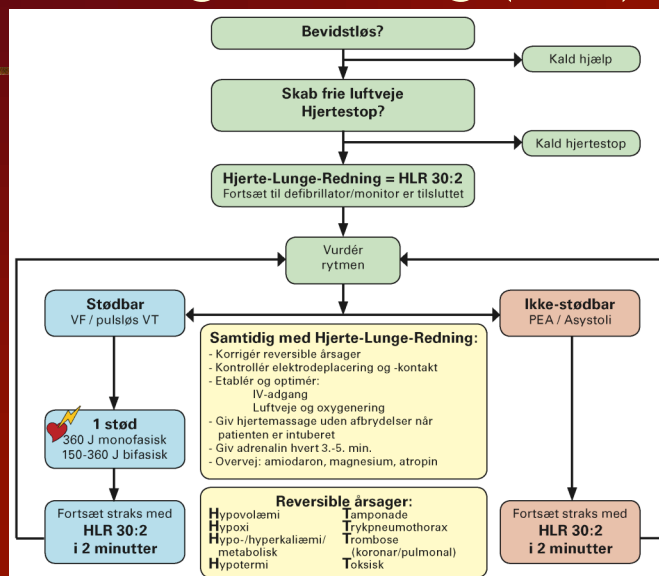 Bevidstløs?
Kald hjælp
Skab frie luftveje
Hjertestop?
Kald hjertestop
Hjerte-Lunge-Redning = HLR 30:2
Fortsæt til defibrillator/monitor er tilsluttet
Vurdér
rytmen
Stødbar
VF / pulsløs VT
Ikke-stødbar
PEA / Asystoli
Samtidig med Hjerte-Lunge-Redning:
- Korrigér reversible årsager
- Kontrollér elektrodeplacering og -kontakt
- Etablér og optimér:
IV-adgang
Luftveje og oxygenering
- Giv hjertemassage uden afbrydelser når
patienten er intuberet
- Giv adrenalin hvert 3.-5. min.
- Overvej: amiodaron, magnesium, atropin
1 stød
360 J monofasisk
150-360 J bifasisk
Fortsæt straks med
HLR 30:2
i 2 minutter
Reversible årsager:
Hypovolæmi
Hypoxi
Hypo-/hyperkaliæmi/
metabolisk
Hypotermi
Tamponade
Trykpneumothorax
Trombose
(koronar/pulmonal)
Toksisk
Fortsæt straks med
HLR 30:2
i 2 minutter